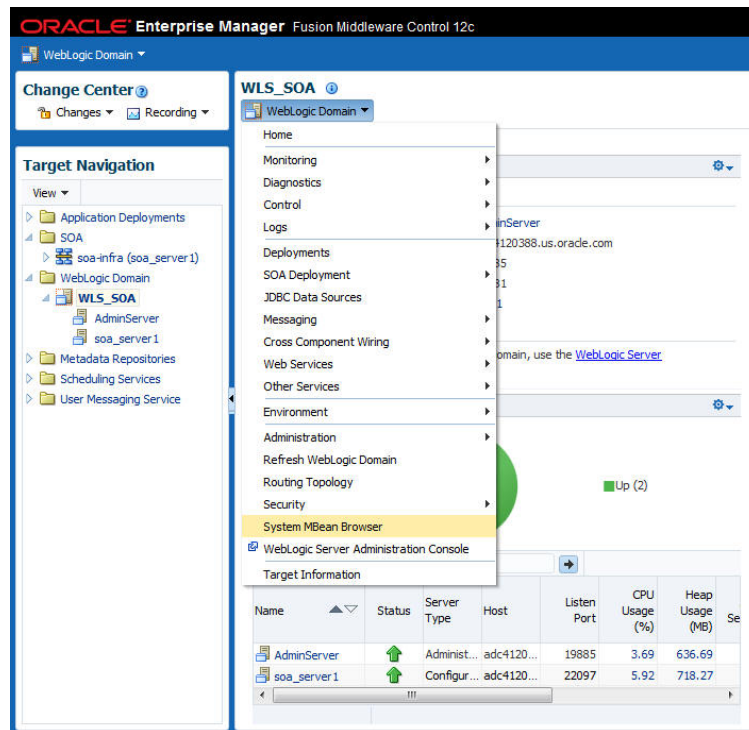 ORACLE Enterprise Manager Fusion Middleware Control 12c
WebLogic Domain
Change Center
Changes Recording
Target Navigation
View
Application Deployments
SOA
soa-infra (soa_server1)
WebLogic Domain
WLS_SOA
AdminServer
soa_server1
Metadata Repositories
Scheduling Services
User Messaging Service
WLS_SOA
WebLogic Domain
Home
Monitoring
Diagnostics
Control
Logs
Deployments
SOA Deployment
JDBC Data Sources
Messaging
Cross Component Wiring
Web Services
Other Services
Environment
Administration
Refresh WebLogic Domain
Routing Topology
Security
System MBean Browser
WebLogic Server Administration Console
Target Information
inServer
4120388.us.oracle.com
35
31
1
omain, use the WebLogic Server
Up (2)
Name Status Server Type Host Listen Port CPU Usage (%) Heap Usage (MB) Se
AdminServer Administ... adc4120... 19885 3.69 636.69
soa_server1 Configur... adc4120... 22097 5.92 718.27